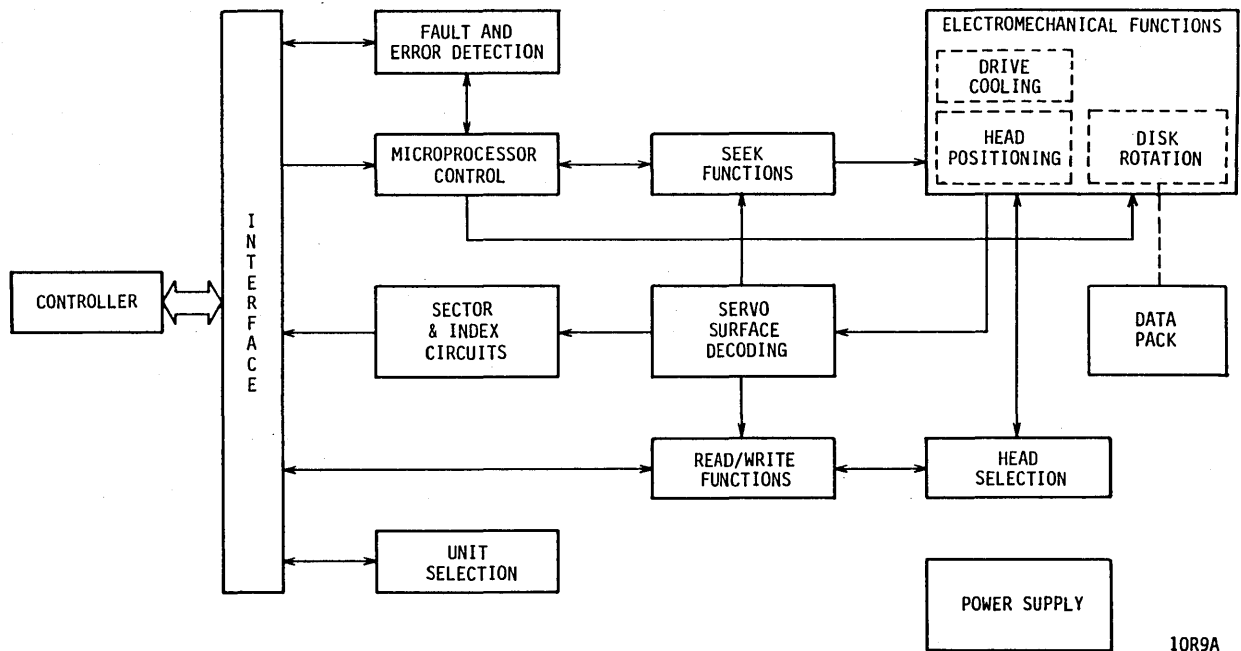 FAULT AND
ERROR DETECTION
ELECTROMECHANICAL FUNCTIONS
DRIVE
COOLING
MICROPROCESSOR
CONTROL
SEEK
FUNCTIONS
HEAD
POSITIONING
DISK
ROTATION
INTERFACE
CONTROLLER
SECTOR
& INDEX
CIRCUITS
SERVO
SURFACE
DECODING
DATA
PACK
READ/WRITE
FUNCTIONS
HEAD
SELECTION
UNIT
SELECTION
POWER SUPPLY
10R9A